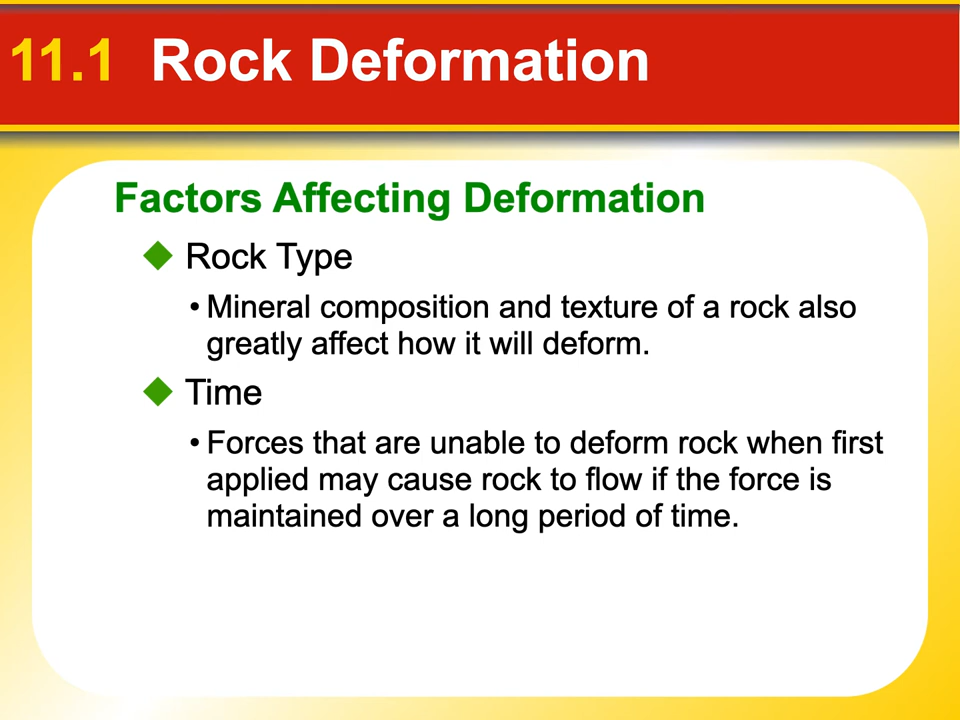 11.1 Rock Deformation
Factors Affecting Deformation
Rock Type
• Mineral composition and texture of a rock also
greatly affect how it will deform.
Time
• Forces that are unable to deform rock when first
applied may cause rock to flow if the force is
maintained over a long period of time.